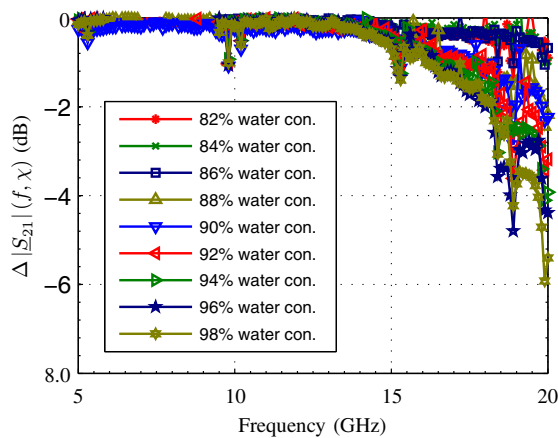 0
−2
−4
−6
8.0
Δ |S₂₁| (f, χ) (dB)
82% water con.
84% water con.
86% water con.
88% water con.
90% water con.
92% water con.
94% water con.
96% water con.
98% water con.
5 10 15 20
Frequency (GHz)